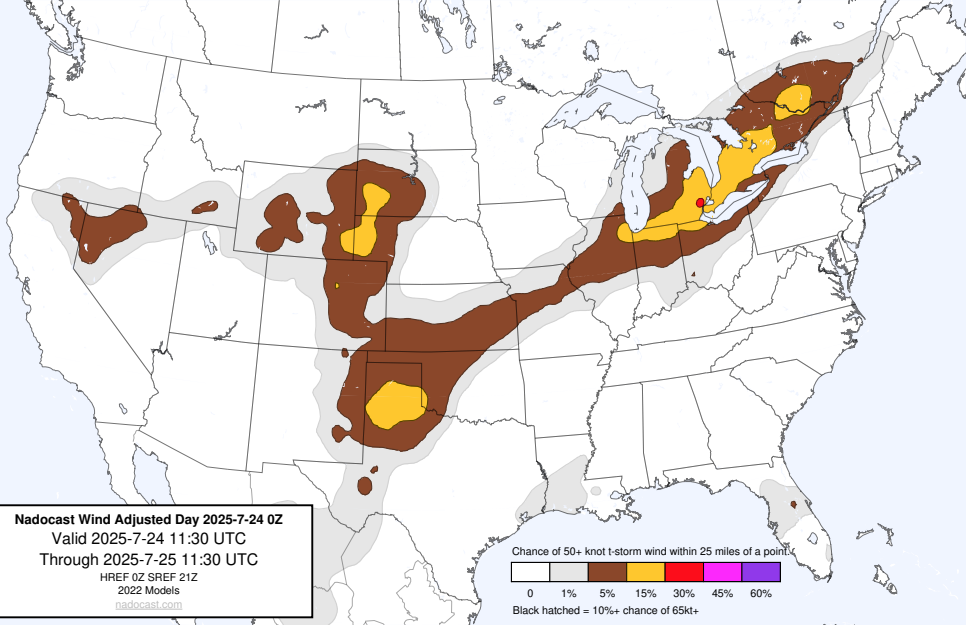 Nadocast Wind Adjusted Day 2025-7-24 0Z
Valid 2025-7-24 11:30 UTC
Through 2025-7-25 11:30 UTC
HREF 0Z SREF 21Z
2022 Models
nadocast.com
Chance of 50+ knot t-storm wind within 25 miles of a point.
0 1% 5% 15% 30% 45% 60%
Black hatched = 10%+ chance of 65kt+